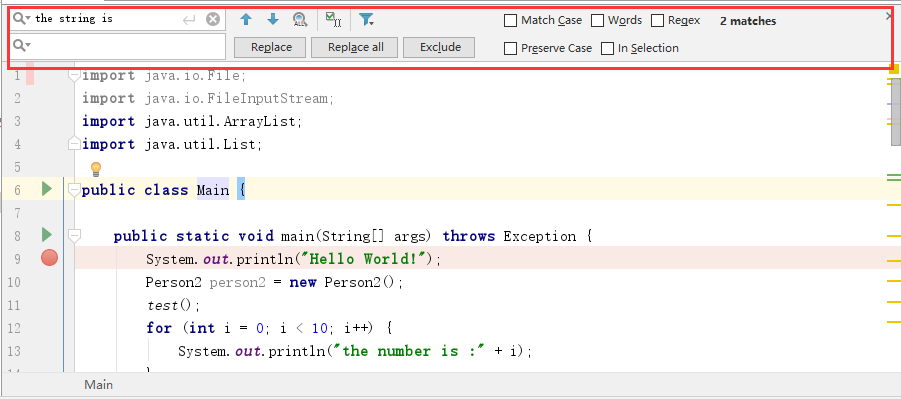 the string is Match Case Words Regex 2 matches
Replace Replace all Exclude Preserve Case In Selection
1 import java.io.File;
2 import java.io.FileInputStream;
3 import java.util.ArrayList;
4 import java.util.List;
5
6 public class Main {
7
8 public static void main(String[] args) throws Exception {
9 System.out.println("Hello World!");
10 Person2 person2 = new Person2();
11 test();
12 for (int i = 0; i < 10; i++) {
13 System.out.println("the number is :" + i);
14 }
Main